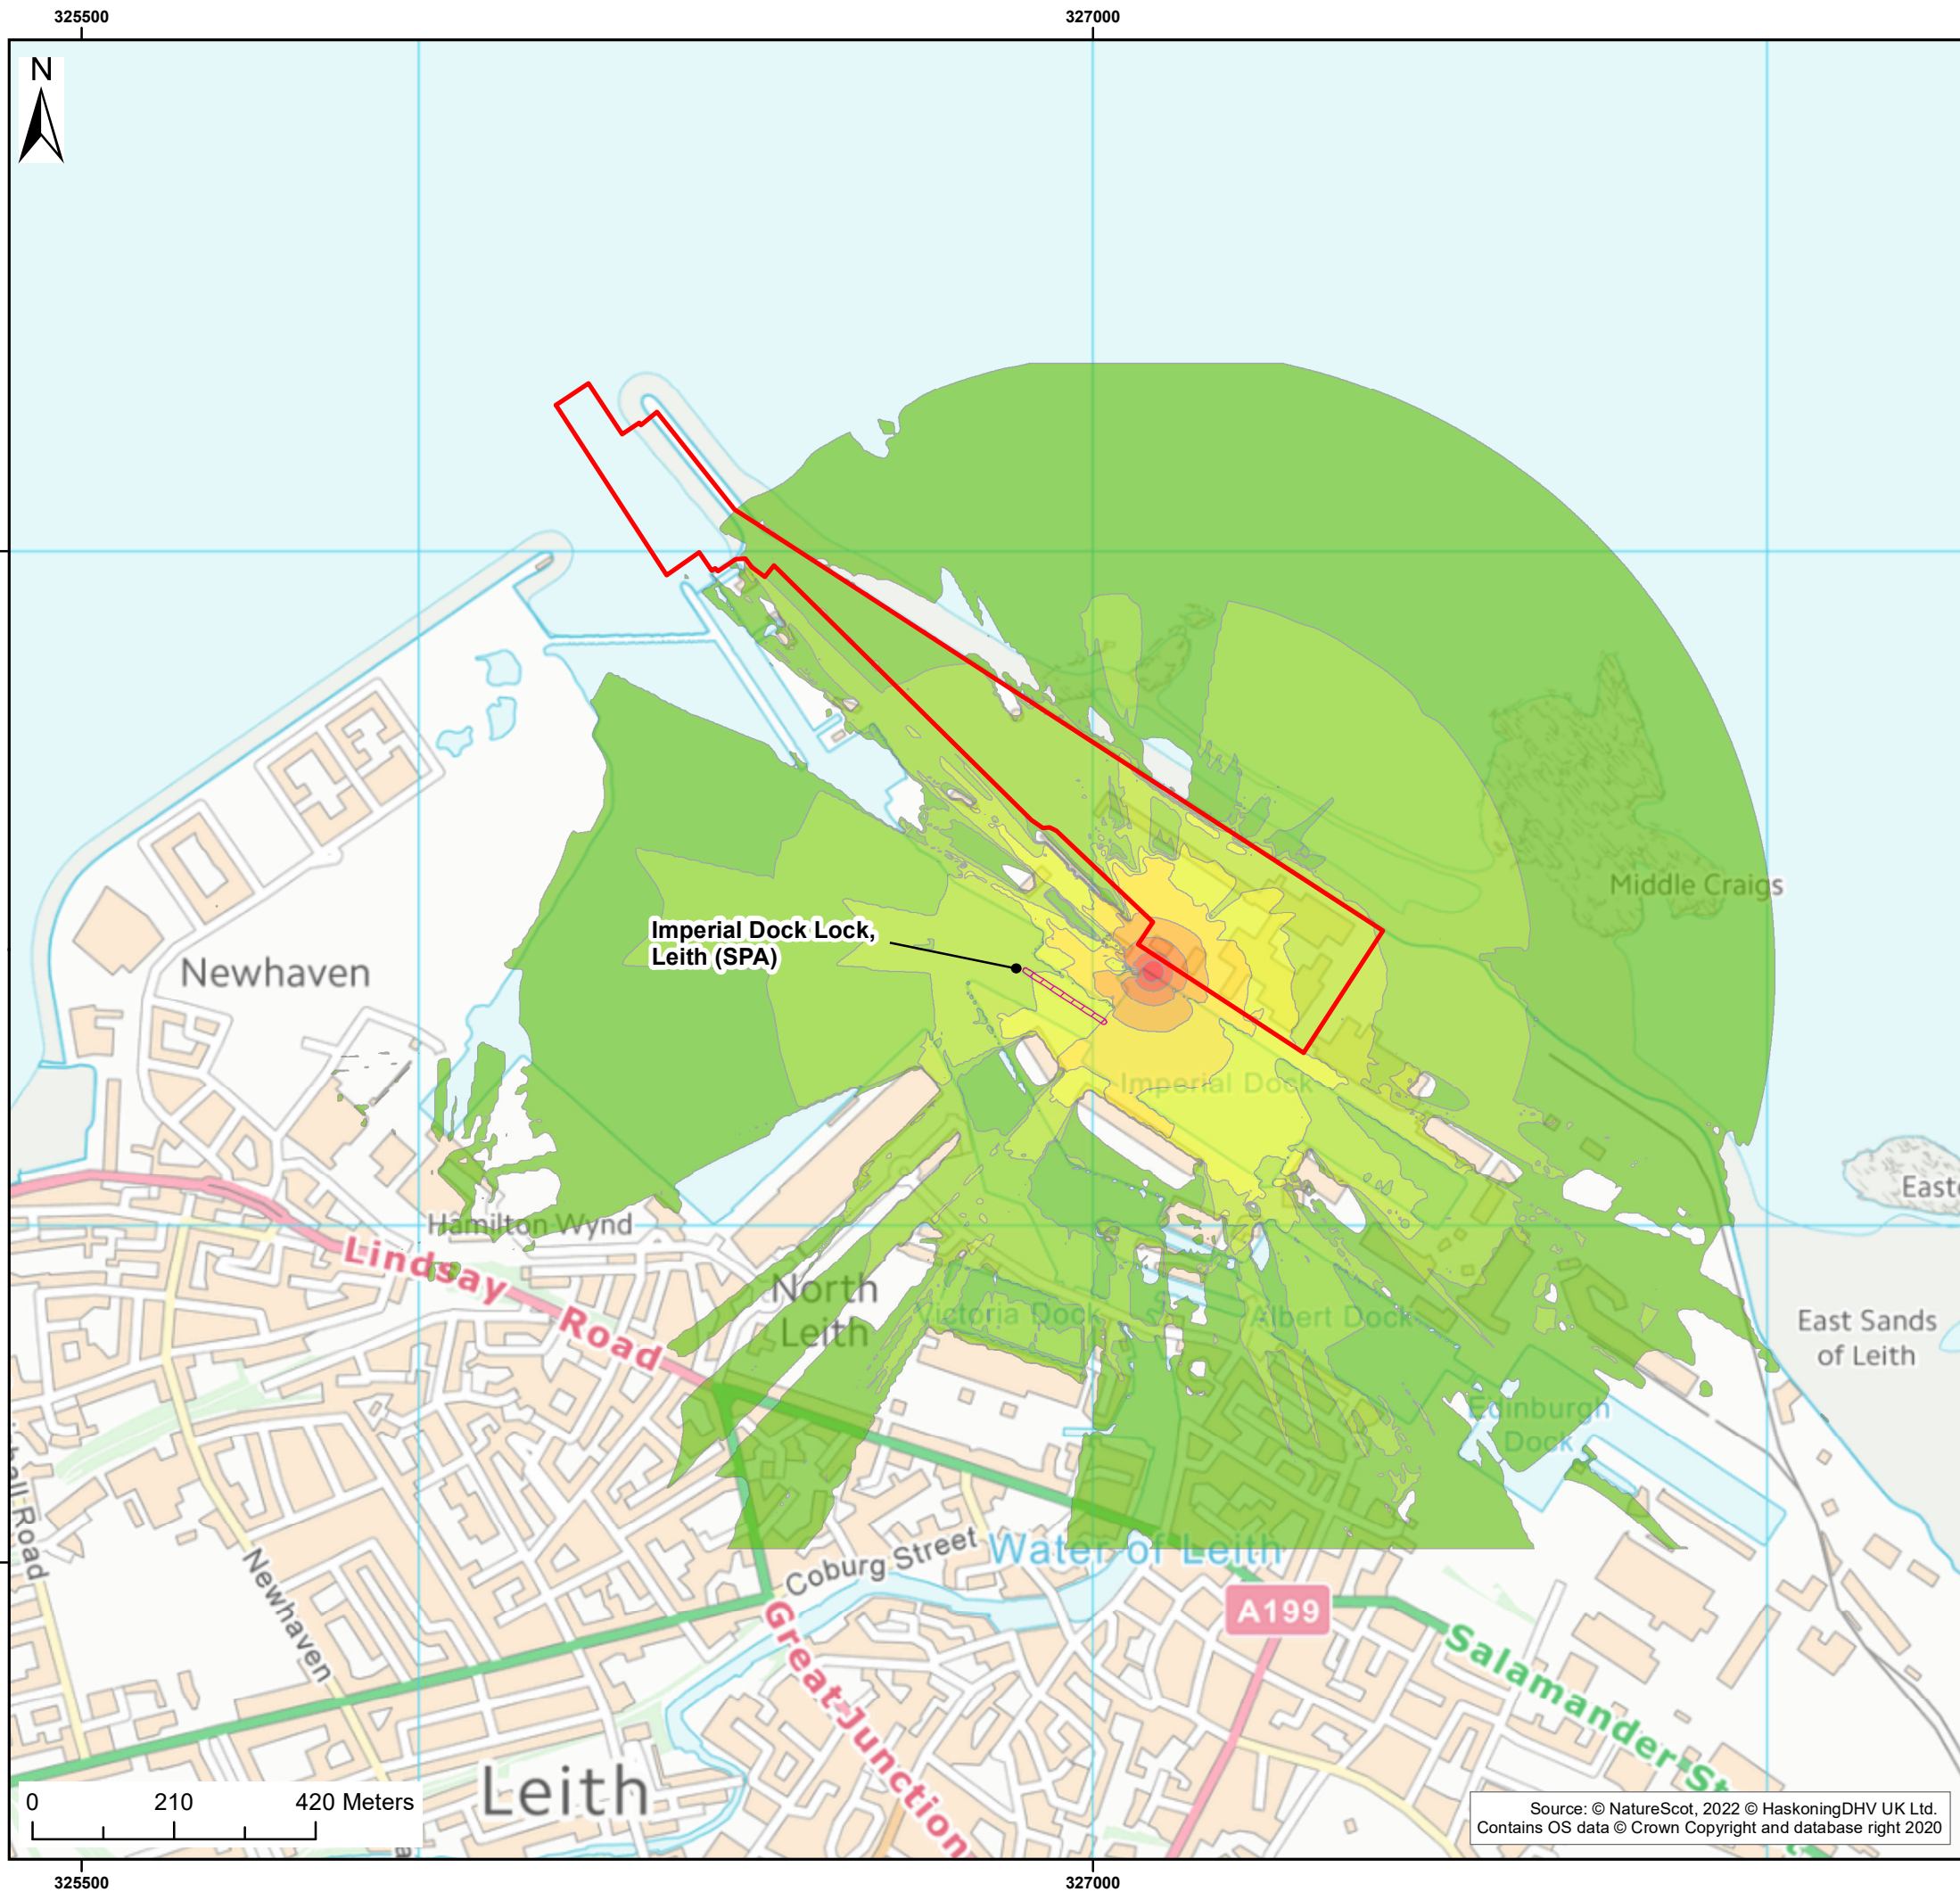 325500
327000
N
Middle Craigs
Imperial Dock Lock,
Leith (SPA)
Newhaven
Imperial Dock
Hamilton Wynd
Lindsay Road
North
Leith
Victoria Dock
Albert Dock
East Sands
of Leith
Edinburgh
Dock
Coburg Street
Water of Leith
A199
Newhaven
Great Junction
Salamander St
Leith
0 210 420 Meters
Source: © NatureScot, 2022 © HaskoningDHV UK Ltd.
Contains OS data © Crown Copyright and database right 2020
325500
327000